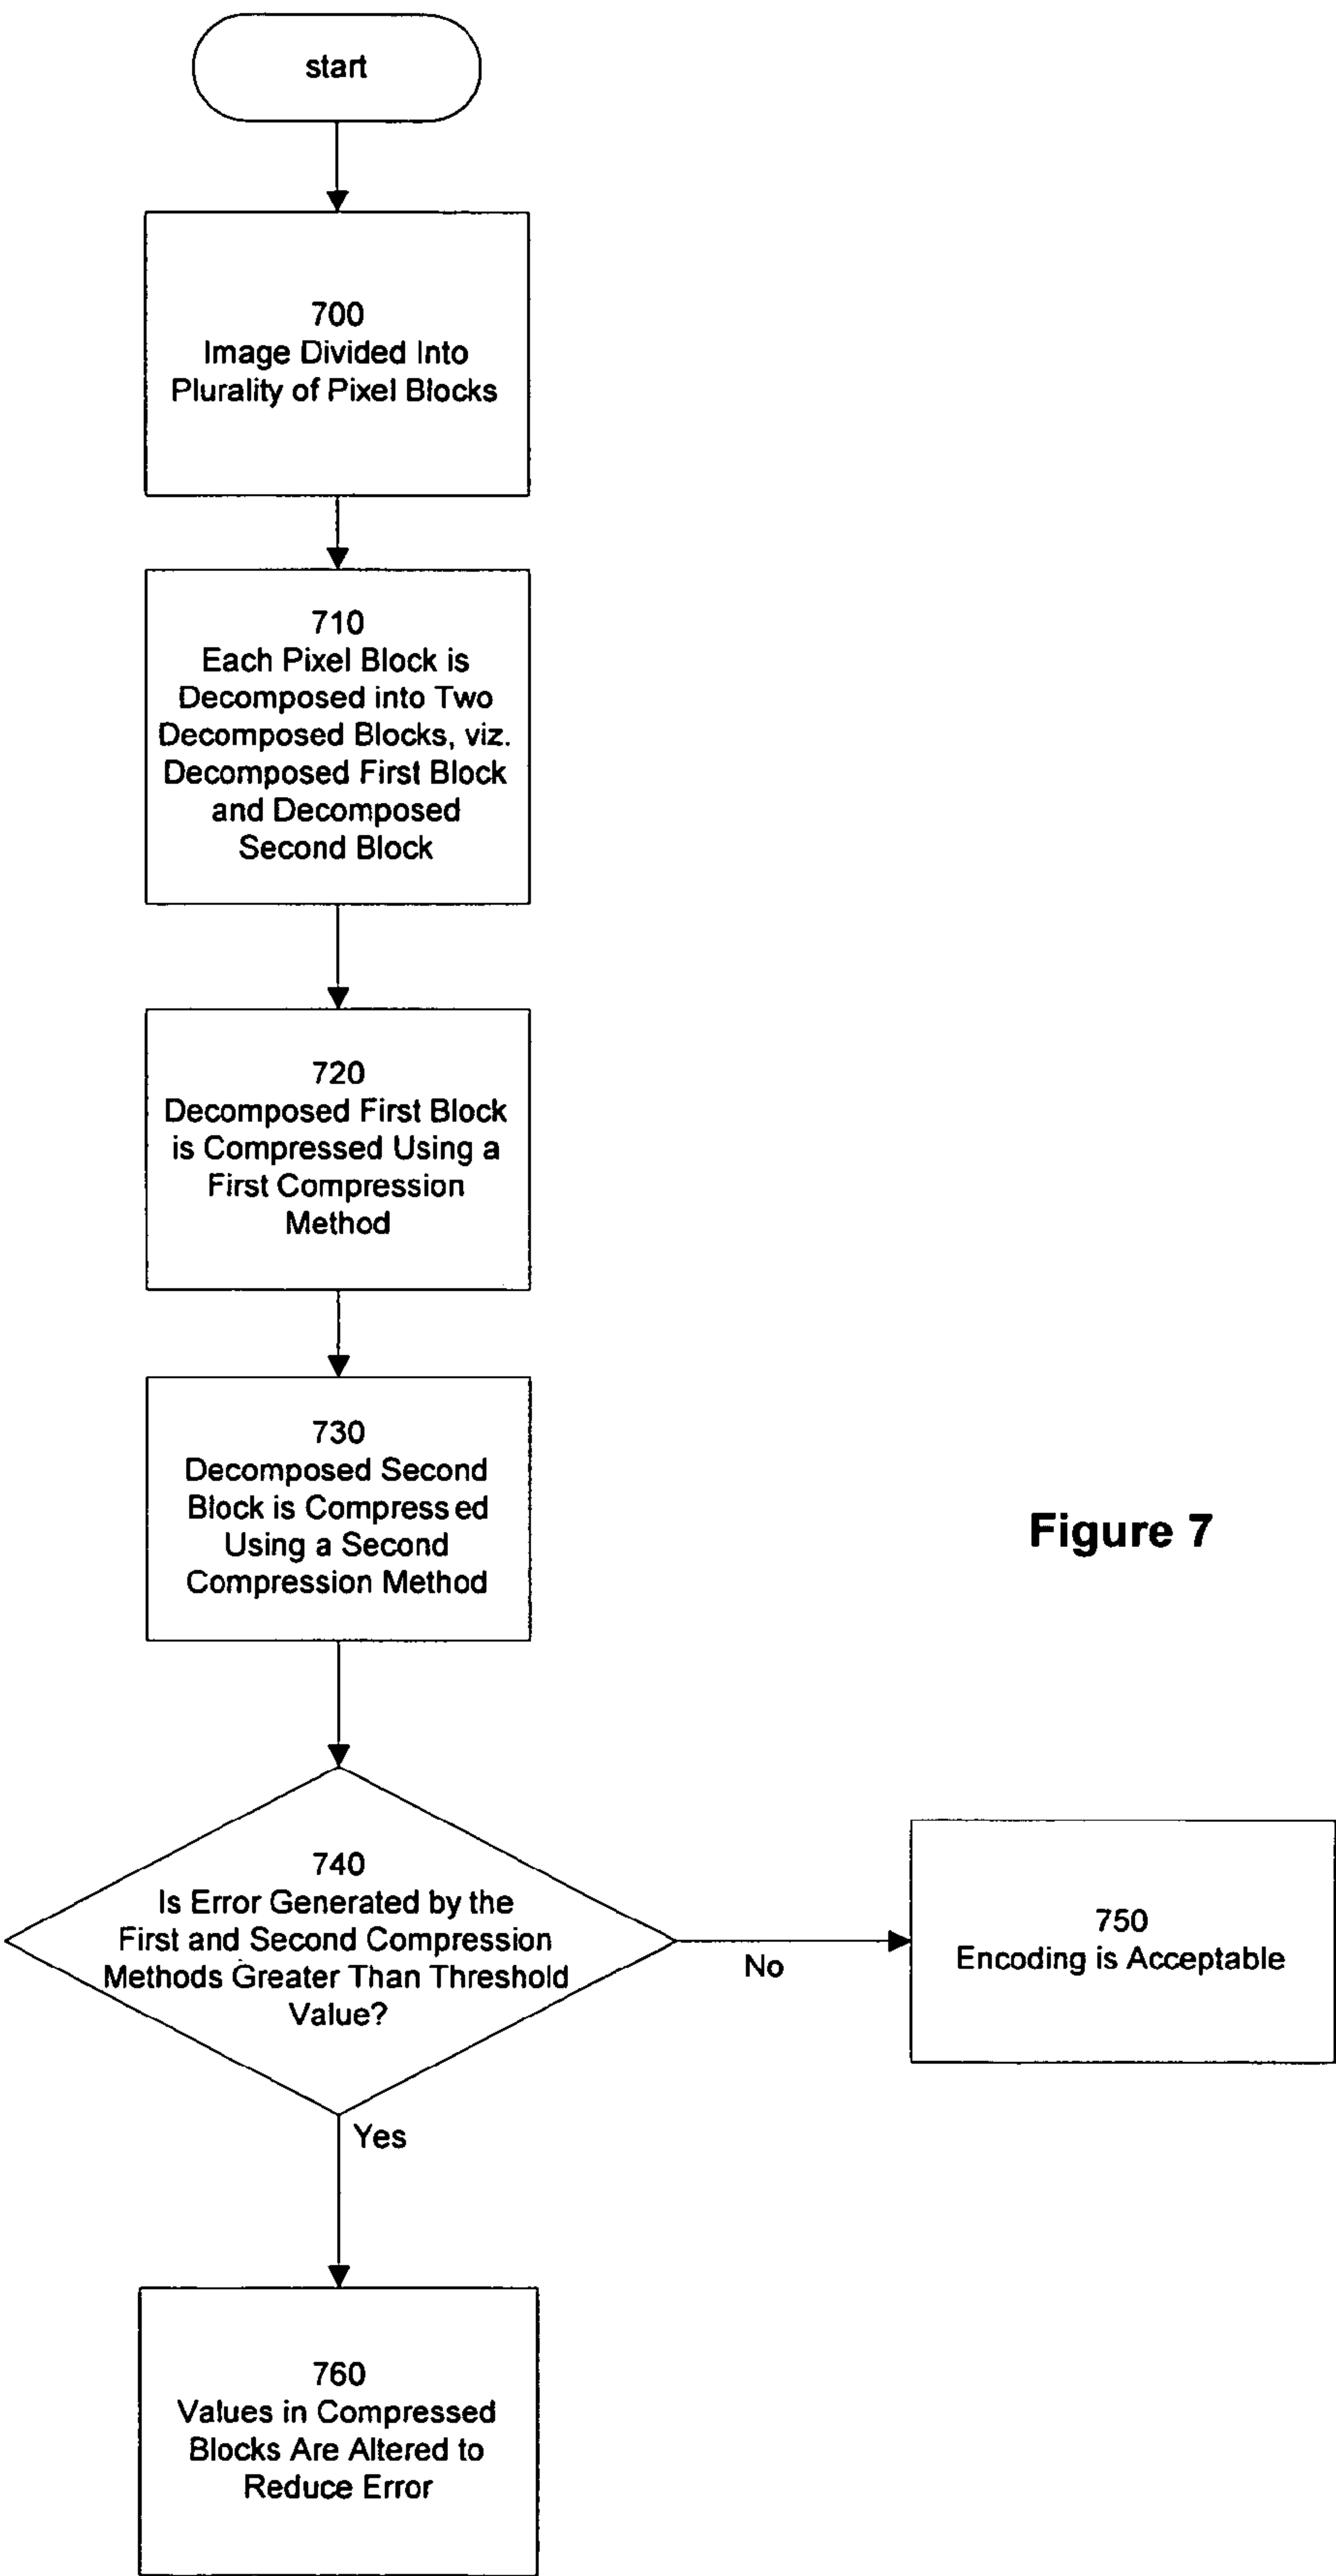 start
700
Image Divided Into
Plurality of Pixel Blocks
710
Each Pixel Block is
Decomposed into Two
Decomposed Blocks, viz.
Decomposed First Block
and Decomposed
Second Block
720
Decomposed First Block
is Compressed Using a
First Compression
Method
730
Decomposed Second
Block is Compressed
Using a Second
Compression Method
Figure 7
740
Is Error Generated by the
First and Second Compression
Methods Greater Than Threshold
Value?
No
750
Encoding is Acceptable
Yes
760
Values in Compressed
Blocks Are Altered to
Reduce Error